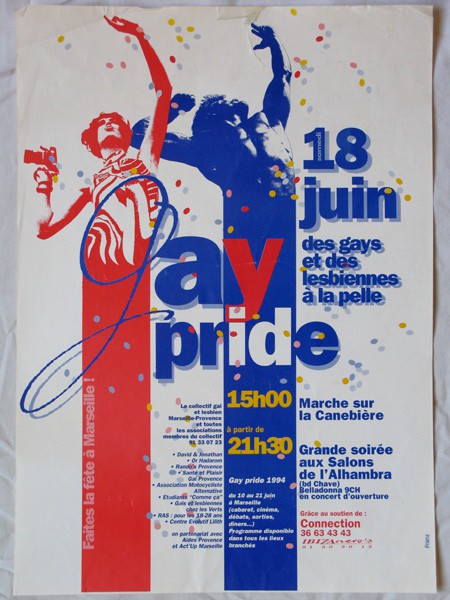 samedi
18
juin
gay
pride
des gays
et des
lesbiennes
à la pelle
Faites la fête à Marseille !
Le collectif gai
et lesbien
Marseille-Provence
et toutes
les associations
membres du collectif
91 33 07 23
• David & Jonathan
• Or Hadarom
• Rando's Provence
• Santé et Plaisir
Gai Provence
• Association Motocycliste
Alternative
• Etudiants "Comme ça"
• Gais et lesbiennes
chez les Verts
• RAS : pour les 18-28 ans
• Centre Evolutif Lilith
en partenariat avec
Aides Provence
et Act'Up Marseille
15h00
à partir de
21h30
Gay pride 1994
du 10 au 21 juin
à Marseille
(cabaret, cinéma,
débats, sorties,
diners...)
Programme disponible
dans tous les lieux
branchés
Marche sur
la Canebière
Grande soirée
aux Salons
de l'Alhambra
(bd Chave)
Belladonna 9CH
en concert d'ouverture
Grâce au soutien de :
Connection
36 63 43 43